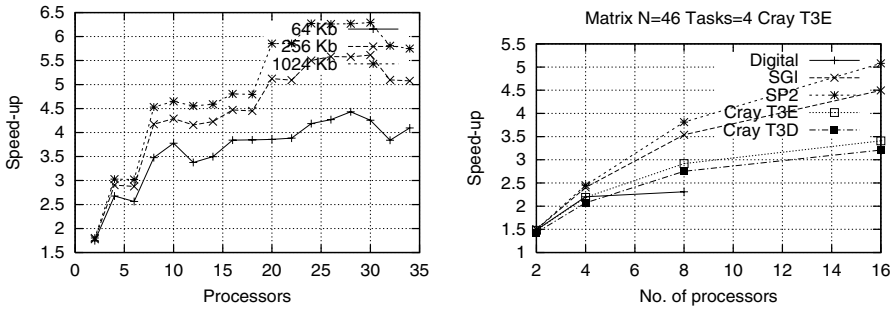 6.5
6
5.5
5
4.5
4
3.5
3
2.5
2
1.5
Speed-up
64 Kb
256 Kb
1024 Kb
0 5 10 15 20 25 30 35
Processors
Matrix N=46 Tasks=4 Cray T3E
5.5
5
4.5
4
3.5
3
2.5
2
1.5
1
Speed-up
Digital
SGI
SP2
Cray T3E
Cray T3D
2 4 6 8 10 12 14 16
No. of processors